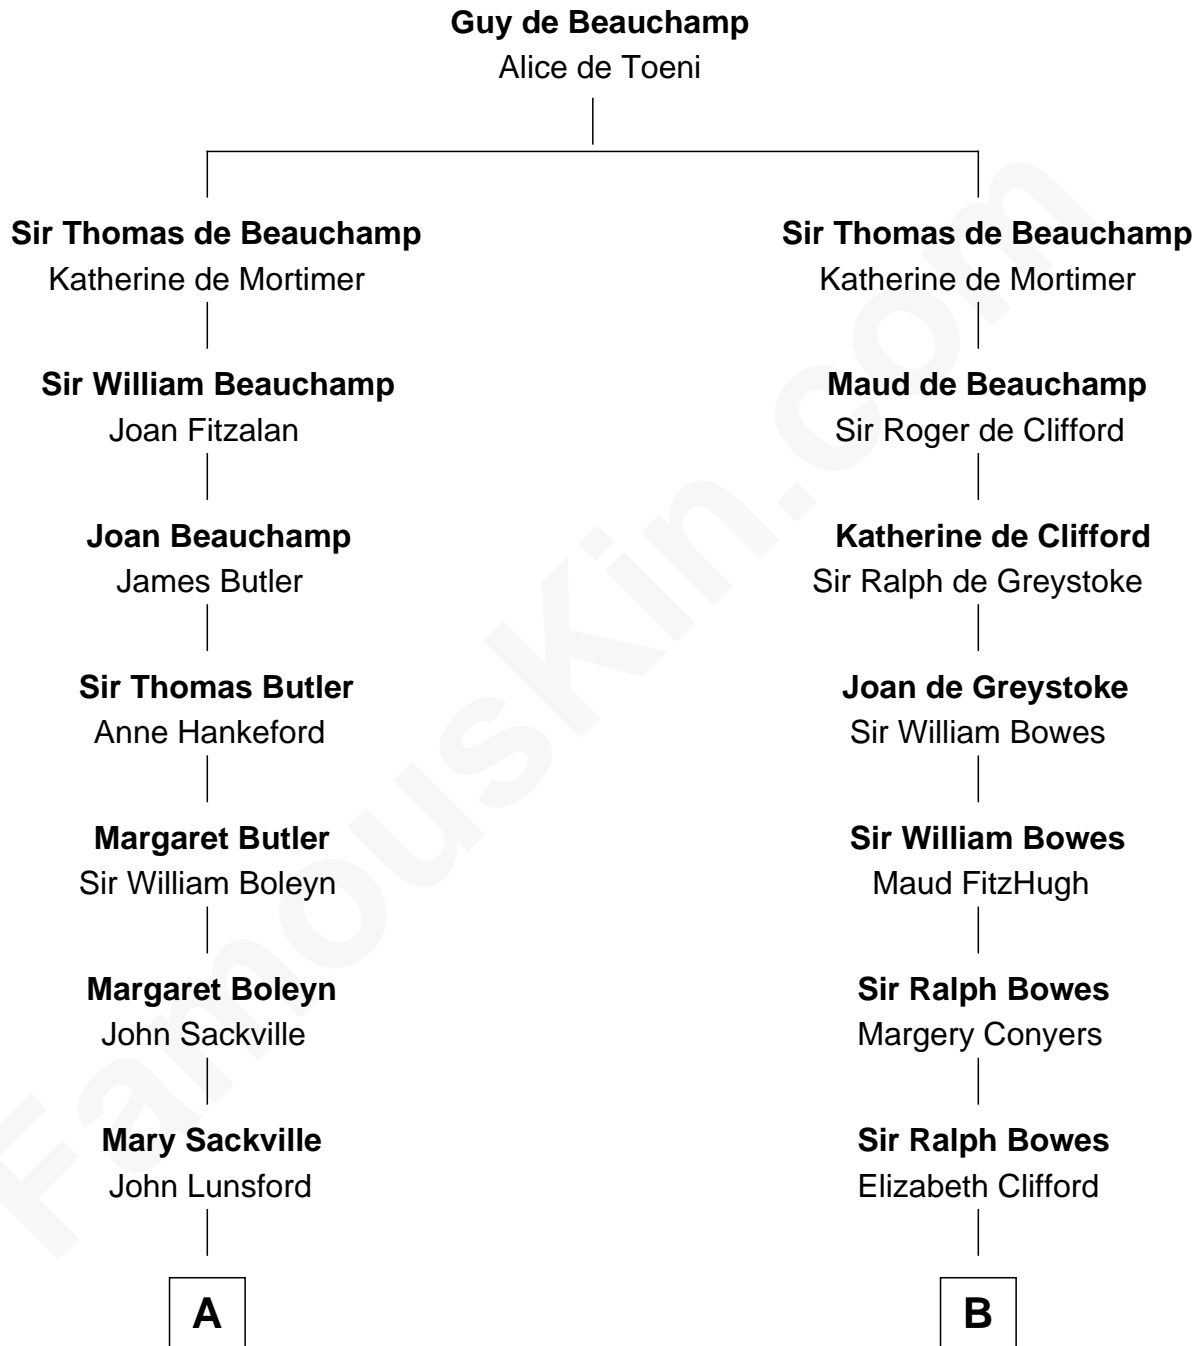 Guy de Beauchamp
Alice de Toeni
Sir Thomas de Beauchamp
Katherine de Mortimer
Sir William Beauchamp
Joan Fitzalan
Joan Beauchamp
James Butler
Sir Thomas Butler
Anne Hankeford
Margaret Butler
Sir William Boleyn
Margaret Boleyn
John Sackville
Mary Sackville
John Lunsford
A
Sir Thomas de Beauchamp
Katherine de Mortimer
Maud de Beauchamp
Sir Roger de Clifford
Katherine de Clifford
Sir Ralph de Greystoke
Joan de Greystoke
Sir William Bowes
Sir William Bowes
Maud FitzHugh
Sir Ralph Bowes
Margery Conyers
Sir Ralph Bowes
Elizabeth Clifford
B
FamousKin.com